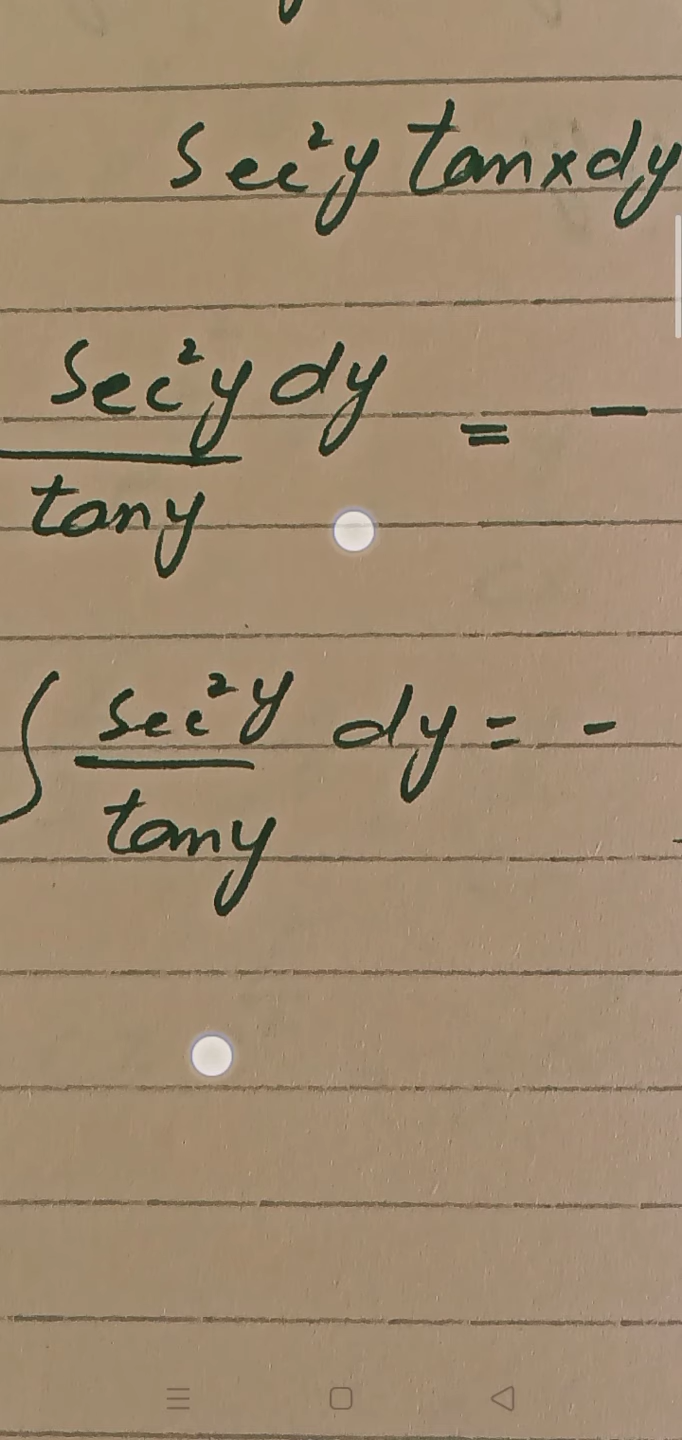 sec²y tanx dy
sec²y dy = -
tany
∫ sec²y dy = -
tany